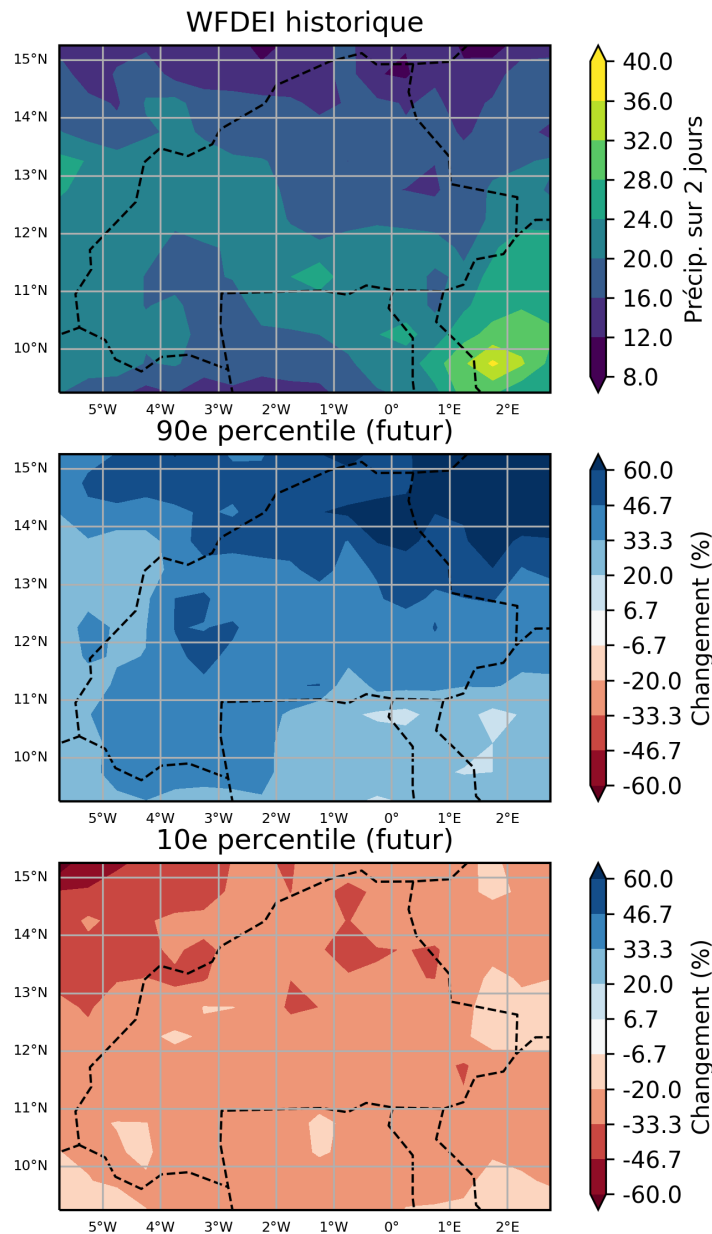 WFDEI historique
15°N
14°N
13°N
12°N
11°N
10°N
5°W 4°W 3°W 2°W 1°W 0° 1°E 2°E
40.0
36.0
32.0
28.0
24.0
20.0
16.0
12.0
8.0
Précip. sur 2 jours
90e percentile (futur)
15°N
14°N
13°N
12°N
11°N
10°N
5°W 4°W 3°W 2°W 1°W 0° 1°E 2°E
60.0
46.7
33.3
20.0
6.7
-6.7
-20.0
-33.3
-46.7
-60.0
Changement (%)
10e percentile (futur)
15°N
14°N
13°N
12°N
11°N
10°N
5°W 4°W 3°W 2°W 1°W 0° 1°E 2°E
60.0
46.7
33.3
20.0
6.7
-6.7
-20.0
-33.3
-46.7
-60.0
Changement (%)